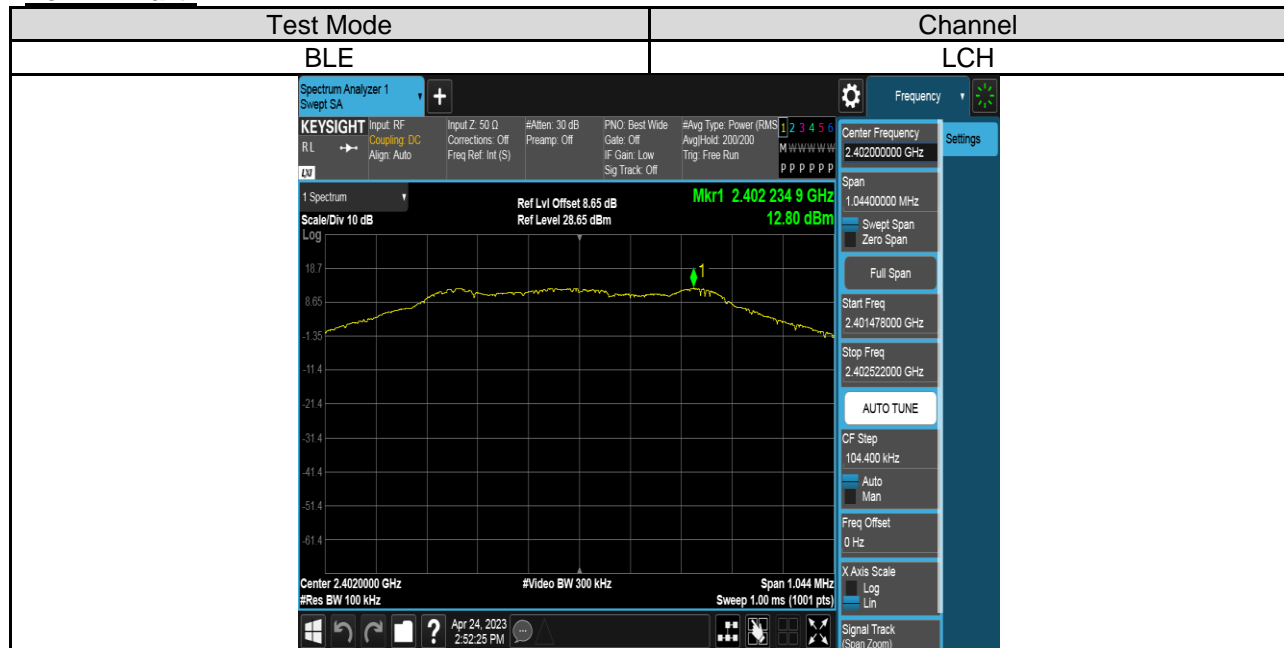 Test Mode Channel
BLE LCH
Spectrum Analyzer 1
Swept SA
+
Frequency
KEYSIGHT
RL
LXI
Input: RF
Coupling: DC
Align: Auto
Input Z: 50 Ω
Corrections: Off
Freq Ref: Int (S)
#Atten: 30 dB
Preamp: Off
PNO: Best Wide
Gate: Off
IF Gain: Low
Sig Track: Off
#Avg Type: Power (RMS
Avg|Hold: 200/200
Trig: Free Run
1 2 3 4 5 6
M W W W W W
P P P P P P
1 Spectrum
Scale/Div 10 dB
Log
Ref Lvl Offset 8.65 dB
Ref Level 28.65 dBm
Mkr1 2.402 234 9 GHz
12.80 dBm
1
18.7
8.65
-1.35
-11.4
-21.4
-31.4
-41.4
-51.4
-61.4
Center 2.4020000 GHz
#Res BW 100 kHz
#Video BW 300 kHz
Span 1.044 MHz
Sweep 1.00 ms (1001 pts)
Center Frequency
2.402000000 GHz
Settings
Span
1.04400000 MHz
Swept Span
Zero Span
Full Span
Start Freq
2.401478000 GHz
Stop Freq
2.402522000 GHz
AUTO TUNE
CF Step
104.400 kHz
Auto
Man
Freq Offset
0 Hz
X Axis Scale
Log
Lin
Signal Track
(Span Zoom)
?
Apr 24, 2023
2:52:25 PM